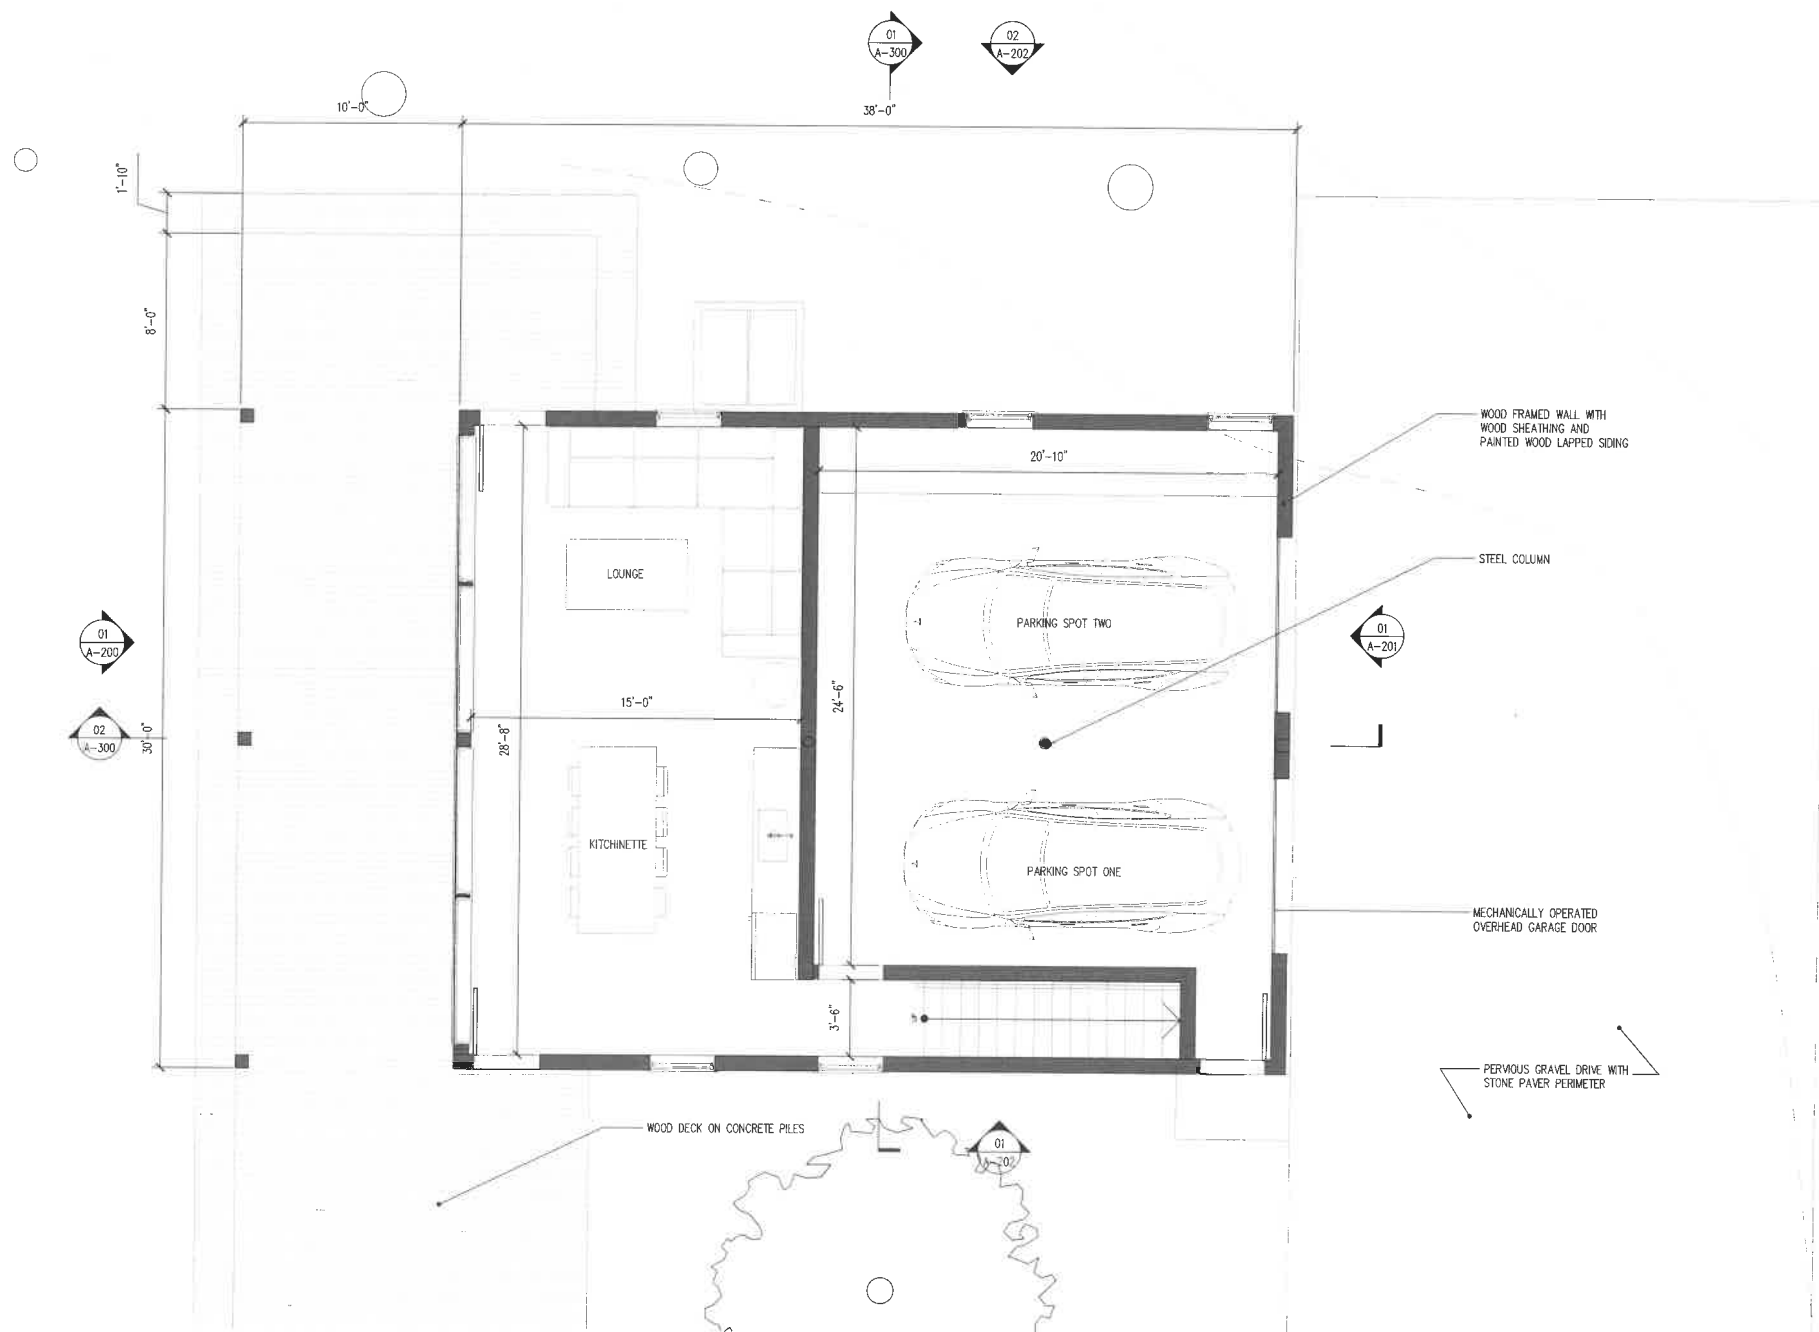 01
A-300
02
A-202
10'-0"
38'-0"
1'-10"
8'-0"
WOOD FRAMED WALL WITH
WOOD SHEATHING AND
PAINTED WOOD LAPPED SIDING
20'-10"
STEEL COLUMN
LOUNGE
PARKING SPOT TWO
01
A-200
01
A-201
15'-0"
24'-6"
28'-8"
02
A-300
30'-0"
KITCHINETTE
PARKING SPOT ONE
MECHANICALLY OPERATED
OVERHEAD GARAGE DOOR
3'-6"
PERVIOUS GRAVEL DRIVE WITH
STONE PAVER PERIMETER
WOOD DECK ON CONCRETE PILES
01
A-202